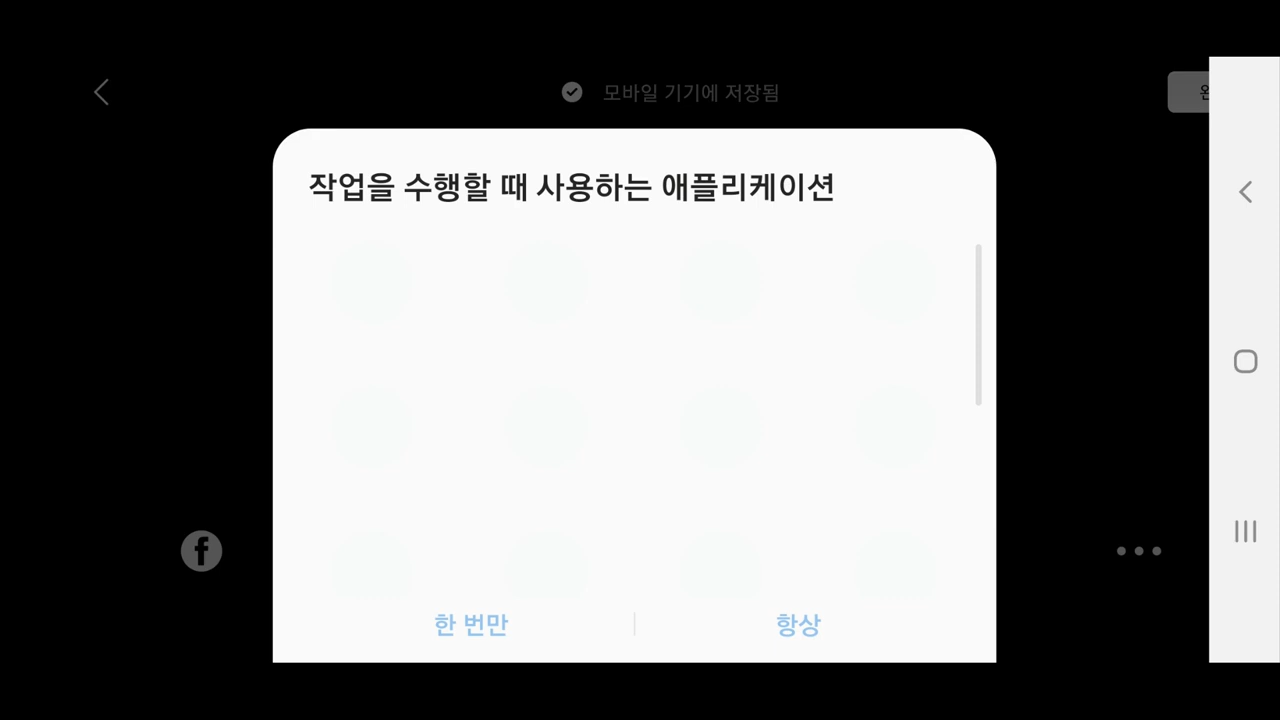 모바일 기기에 저장됨
작업을 수행할 때 사용하는 애플리케이션
한 번만
항상